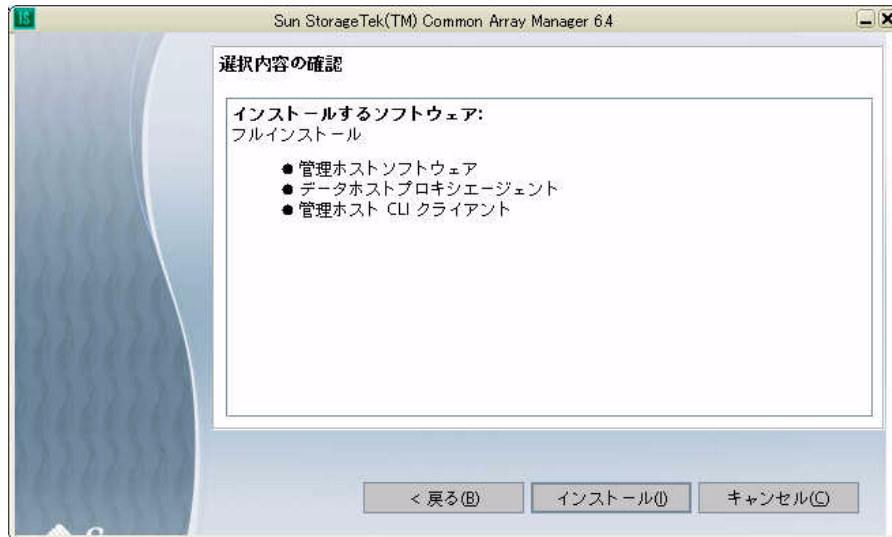 IS
Sun StorageTek(TM) Common Array Manager 6.4
選択内容の確認
インストールするソフトウェア:
フルインストール
● 管理ホストソフトウェア
● データホストプロキシエージェント
● 管理ホスト CLI クライアント
< 戻る(B)
インストール(I)
キャンセル(C)